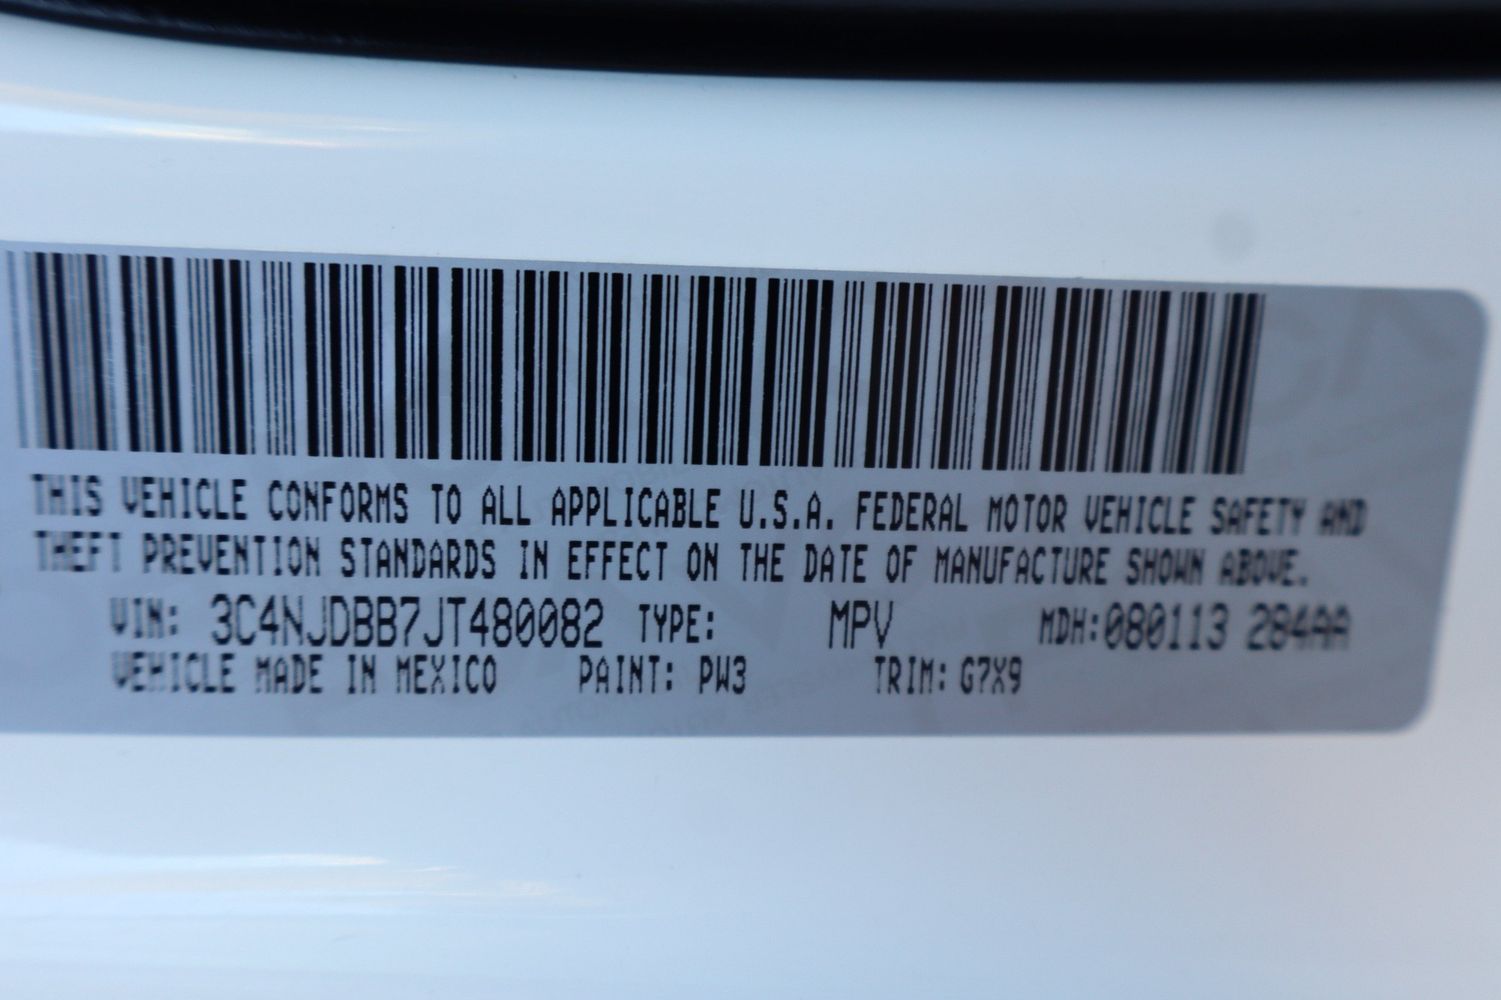 THIS VEHICLE CONFORMS TO ALL APPLICABLE U.S.A. FEDERAL MOTOR VEHICLE SAFETY AND
THEFT PREVENTION STANDARDS IN EFFECT ON THE DATE OF MANUFACTURE SHOWN ABOVE.
VIN: 3C4NJDBB7JT480082 TYPE: MPV MDH:080113 284AA
VEHICLE MADE IN MEXICO PAINT: PW3 TRIM: G7X9